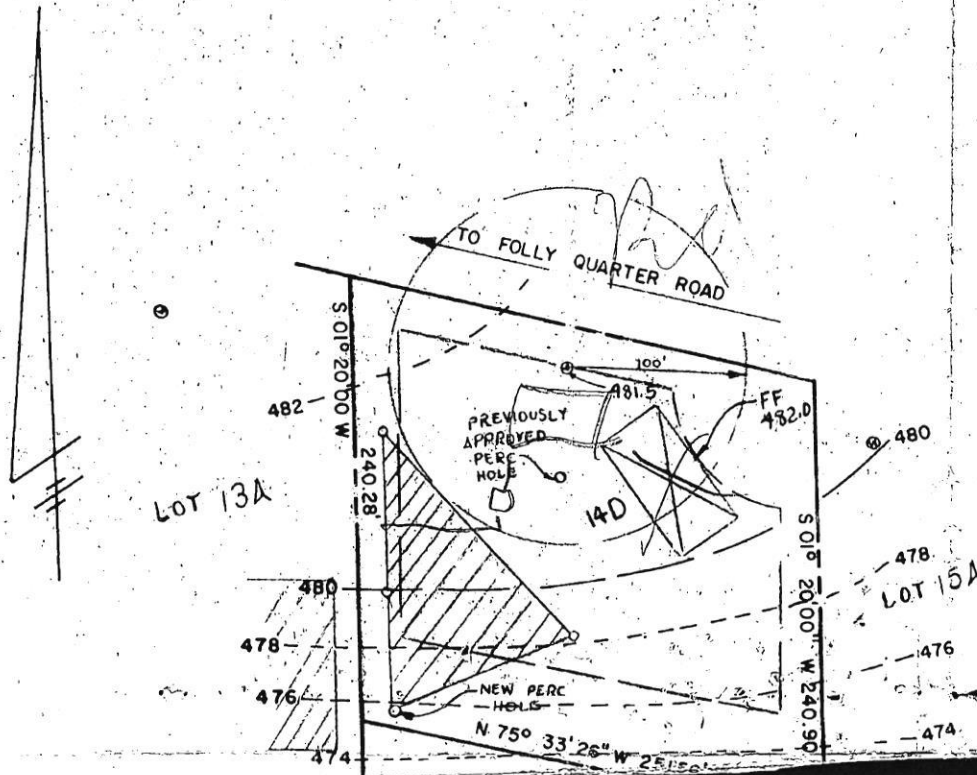 TO FOLLY QUARTER ROAD
S 01° 20' 00" W
240.28'
482
100'
481.5
FF
482.0
PREVIOUSLY
APPROVED
PERC
HOLE
14D
480
LOT 13A
S 01° 20' 00" W 240.90
478
LOT 15A
480
478
476
476
474
474
NEW PERC
HOLE
N 75° 33' 26" W